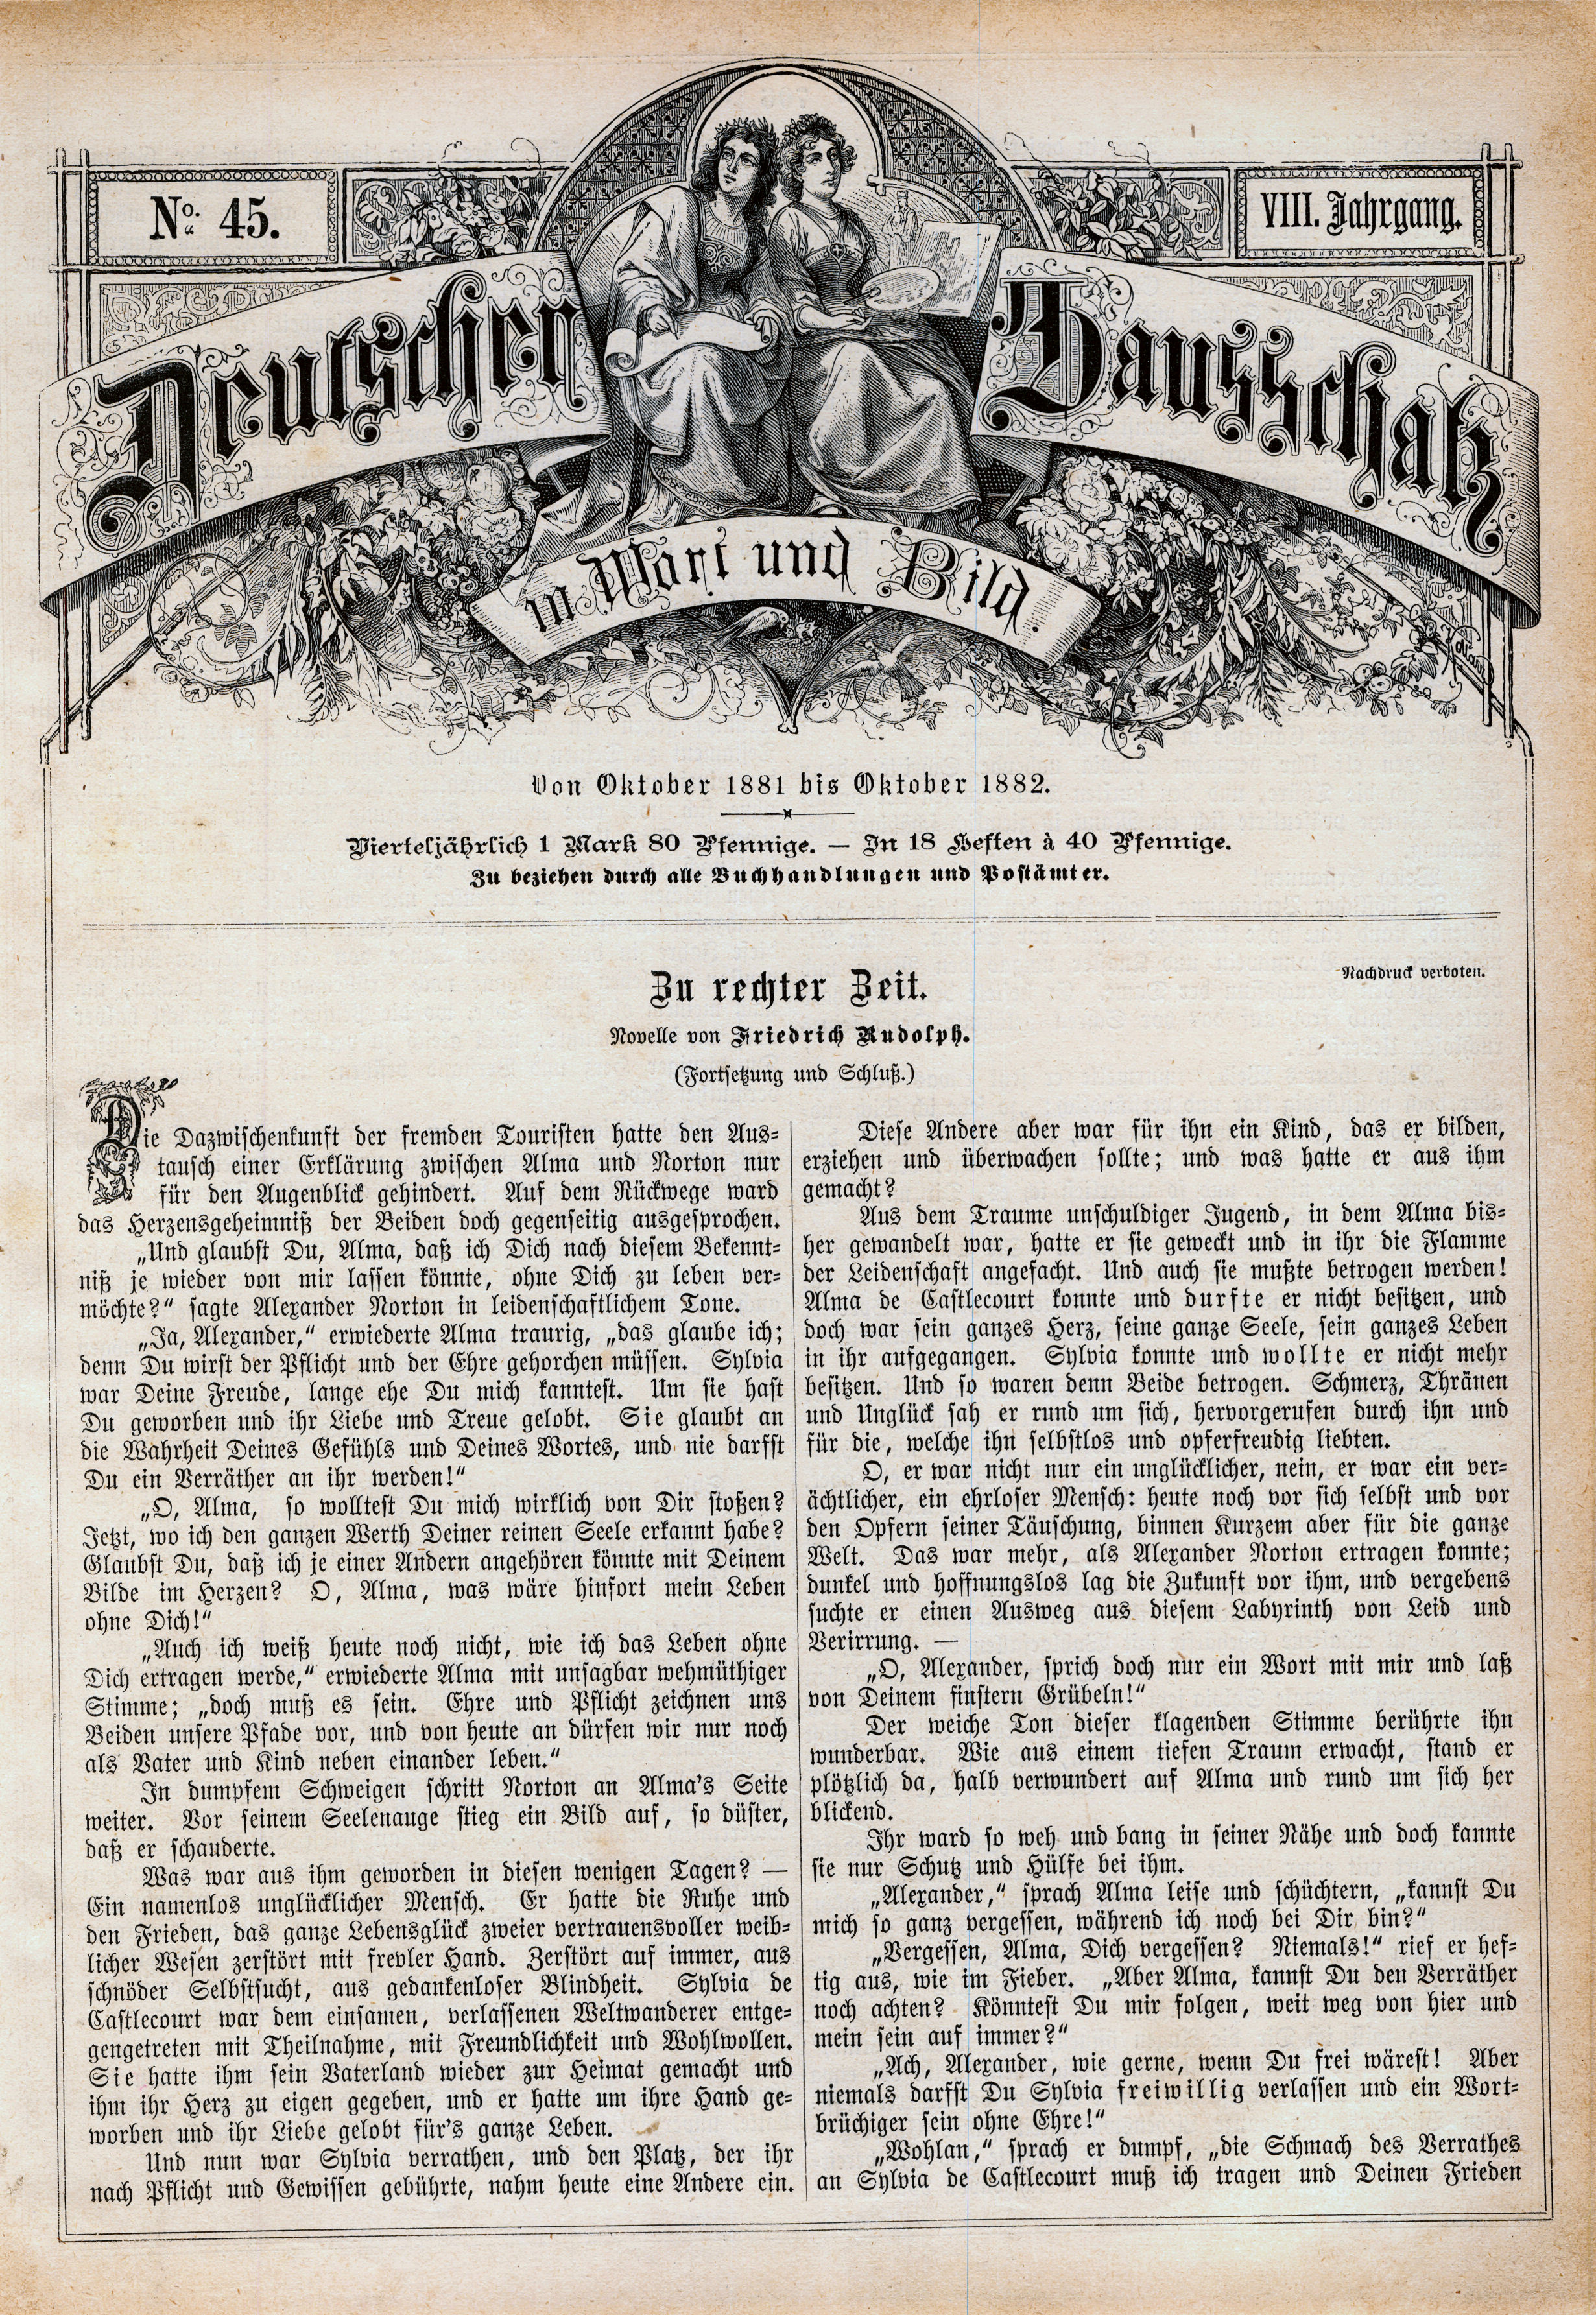 No. 45.
VIII. Jahrgang.
Deutscher Hausschatz
in Wort und Bild.
Von Oktober 1881 bis Oktober 1882.
Vierteljährlich 1 Mark 80 Pfennige. — In 18 Heften à 40 Pfennige.
Zu beziehen durch alle Buchhandlungen und Postämter.
Nachdruck verboten.
Zu rechter Zeit.
Novelle von Friedrich Rudolph.
(Fortsetzung und Schluß.)
Die Dazwischenkunft der fremden Touristen hatte den Aus-
tausch einer Erklärung zwischen Alma und Norton nur
für den Augenblick gehindert. Auf dem Rückwege ward
das Herzensgeheimniß der Beiden doch gegenseitig ausgesprochen.
„Und glaubst Du, Alma, daß ich Dich nach diesem Bekennt-
niß je wieder von mir lassen könnte, ohne Dich zu leben ver-
möchte?“ sagte Alexander Norton in leidenschaftlichem Tone.
„Ja, Alexander,“ erwiederte Alma traurig, „das glaube ich;
denn Du wirst der Pflicht und der Ehre gehorchen müssen. Sylvia
war Deine Freude, lange ehe Du mich kanntest. Um sie hast
Du geworben und ihr Liebe und Treue gelobt. Sie glaubt an
die Wahrheit Deines Gefühls und Deines Wortes, und nie darfst
Du ein Verräther an ihr werden!“
„O, Alma, so wolltest Du mich wirklich von Dir stoßen?
Jetzt, wo ich den ganzen Werth Deiner reinen Seele erkannt habe?
Glaubst Du, daß ich je einer Andern angehören könnte mit Deinem
Bilde im Herzen? O, Alma, was wäre hinfort mein Leben
ohne Dich!“
„Auch ich weiß heute noch nicht, wie ich das Leben ohne
Dich ertragen werde,“ erwiederte Alma mit unsagbar wehmüthiger
Stimme; „doch muß es sein. Ehre und Pflicht zeichnen uns
Beiden unsere Pfade vor, und von heute an dürfen wir nur noch
als Vater und Kind neben einander leben.“
In dumpfem Schweigen schritt Norton an Alma's Seite
weiter. Vor seinem Seelenauge stieg ein Bild auf, so düster,
daß er schauderte.
Was war aus ihm geworden in diesen wenigen Tagen? —
Ein namenlos unglücklicher Mensch. Er hatte die Ruhe und
den Frieden, das ganze Lebensglück zweier vertrauensvoller weib-
licher Wesen zerstört mit frevler Hand. Zerstört auf immer, aus
schnöder Selbstsucht, aus gedankenloser Blindheit. Sylvia de
Castlecourt war dem einsamen, verlassenen Weltwanderer entge-
gengetreten mit Theilnahme, mit Freundlichkeit und Wohlwollen.
Sie hatte ihm sein Vaterland wieder zur Heimat gemacht und
ihm ihr Herz zu eigen gegeben, und er hatte um ihre Hand ge-
worben und ihr Liebe gelobt für's ganze Leben.
Und nun war Sylvia verrathen, und den Platz, der ihr
nach Pflicht und Gewissen gebührte, nahm heute eine Andere ein.
Diese Andere aber war für ihn ein Kind, das er bilden,
erziehen und überwachen sollte; und was hatte er aus ihm
gemacht?
Aus dem Traume unschuldiger Jugend, in dem Alma bis-
her gewandelt war, hatte er sie geweckt und in ihr die Flamme
der Leidenschaft angefacht. Und auch sie mußte betrogen werden!
Alma de Castlecourt konnte und durfte er nicht besitzen, und
doch war sein ganzes Herz, seine ganze Seele, sein ganzes Leben
in ihr aufgegangen. Sylvia konnte und wollte er nicht mehr
besitzen. Und so waren denn Beide betrogen. Schmerz, Thränen
und Unglück sah er rund um sich, hervorgerufen durch ihn und
für die, welche ihn selbstlos und opferfreudig liebten.
O, er war nicht nur ein unglücklicher, nein, er war ein ver-
ächtlicher, ein ehrloser Mensch: heute noch vor sich selbst und vor
den Opfern seiner Täuschung, binnen Kurzem aber für die ganze
Welt. Das war mehr, als Alexander Norton ertragen konnte;
dunkel und hoffnungslos lag die Zukunft vor ihm, und vergebens
suchte er einen Ausweg aus diesem Labyrinth von Leid und
Verirrung. —
„O, Alexander, sprich doch nur ein Wort mit mir und laß
von Deinem finstern Grübeln!“
Der weiche Ton dieser klagenden Stimme berührte ihn
wunderbar. Wie aus einem tiefen Traum erwacht, stand er
plötzlich da, halb verwundert auf Alma und rund um sich her
blickend.
Ihr ward so weh und bang in seiner Nähe und doch kannte
sie nur Schutz und Hülfe bei ihm.
„Alexander,“ sprach Alma leise und schüchtern, „kannst Du
mich so ganz vergessen, während ich noch bei Dir bin?“
„Vergessen, Alma, Dich vergessen? Niemals!“ rief er hef-
tig aus, wie im Fieber. „Aber Alma, kannst Du den Verräther
noch achten? Könntest Du mir folgen, weit weg von hier und
mein sein auf immer?“
„Ach, Alexander, wie gerne, wenn Du frei wärest! Aber
niemals darfst Du Sylvia freiwillig verlassen und ein Wort-
brüchiger sein ohne Ehre!“
„Wohlan,“ sprach er dumpf, „die Schmach des Verrathes
an Sylvia de Castlecourt muß ich tragen und Deinen Frieden